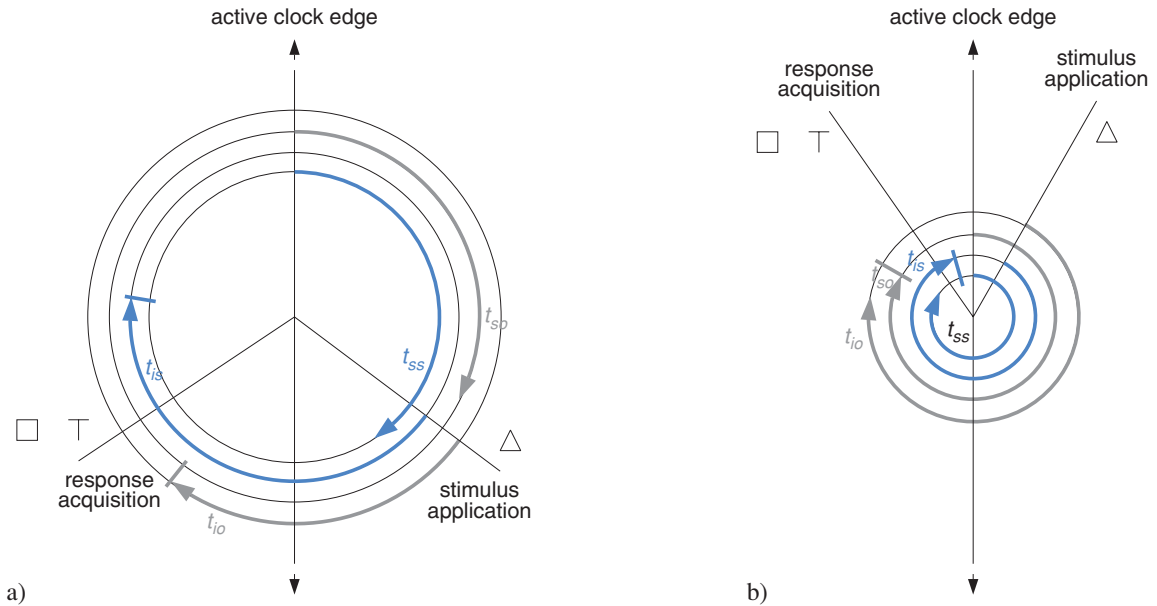 active clock edge
t_so
t_ss
t_is
□ ⊤
△
response
acquisition
stimulus
application
t_io
a)
active clock edge
response
acquisition
stimulus
application
□ ⊤
△
t_is
t_so
t_io
t_ss
b)